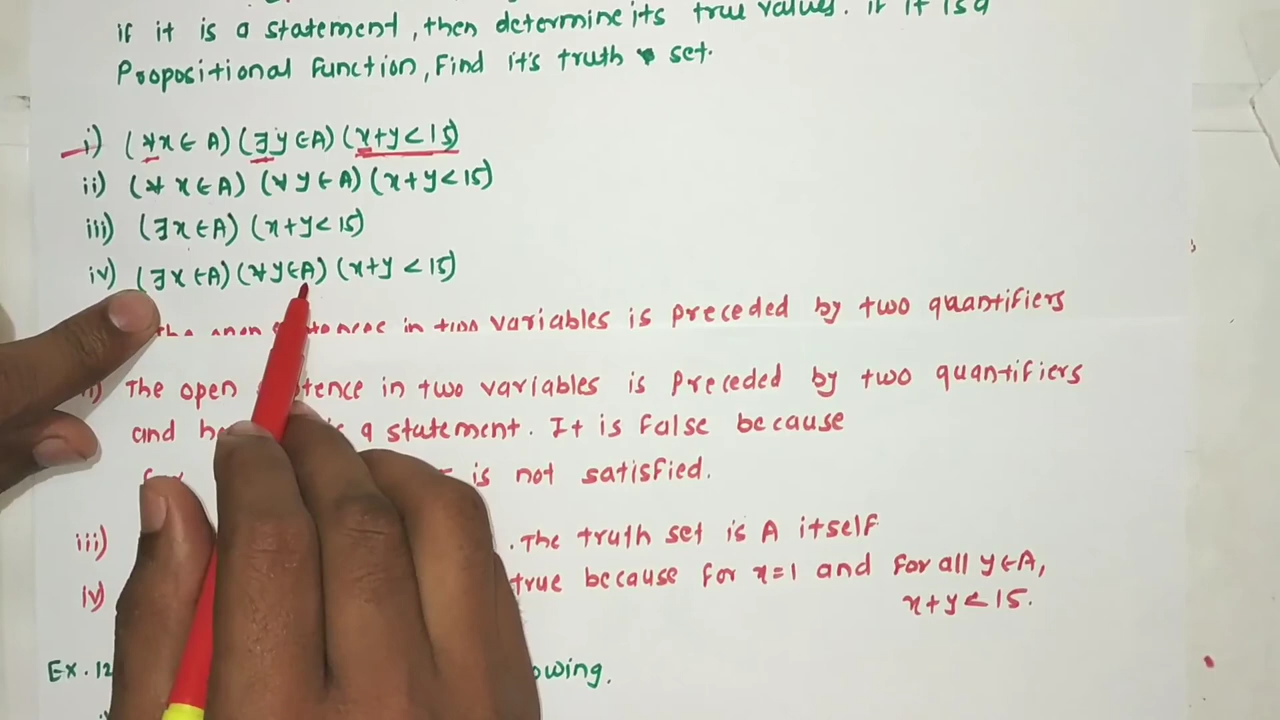 if it is a statement, then determine its true values. if it is a
Propositional Function, Find it's truth set.
i) (∀x∈A) (∃y∈A) (x+y<15)
ii) (∀x∈A) (∀y∈A) (x+y<15)
iii) (∃x∈A) (x+y<15)
iv) (∃x∈A) (∀y∈A) (x+y<15)
in two variables is preceded by two quantifiers
The open in two variables is preceded by two quantifiers
and a statement. It is False because
is not satisfied.
iii) . The truth set is A itself
iv) true because for x=1 and for all y∈A,
x+y<15.
Ex. 12